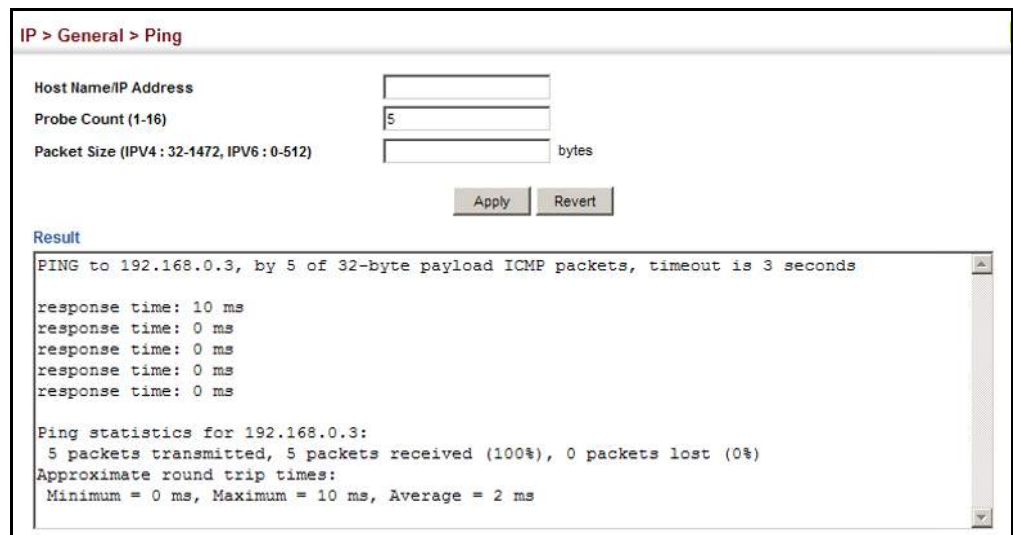 IP > General > Ping
Host Name/IP Address
Probe Count (1-16) 5
Packet Size (IPV4 : 32-1472, IPV6 : 0-512) bytes
Apply Revert
Result
PING to 192.168.0.3, by 5 of 32-byte payload ICMP packets, timeout is 3 seconds
response time: 10 ms
response time: 0 ms
response time: 0 ms
response time: 0 ms
response time: 0 ms
Ping statistics for 192.168.0.3:
5 packets transmitted, 5 packets received (100%), 0 packets lost (0%)
Approximate round trip times:
Minimum = 0 ms, Maximum = 10 ms, Average = 2 ms